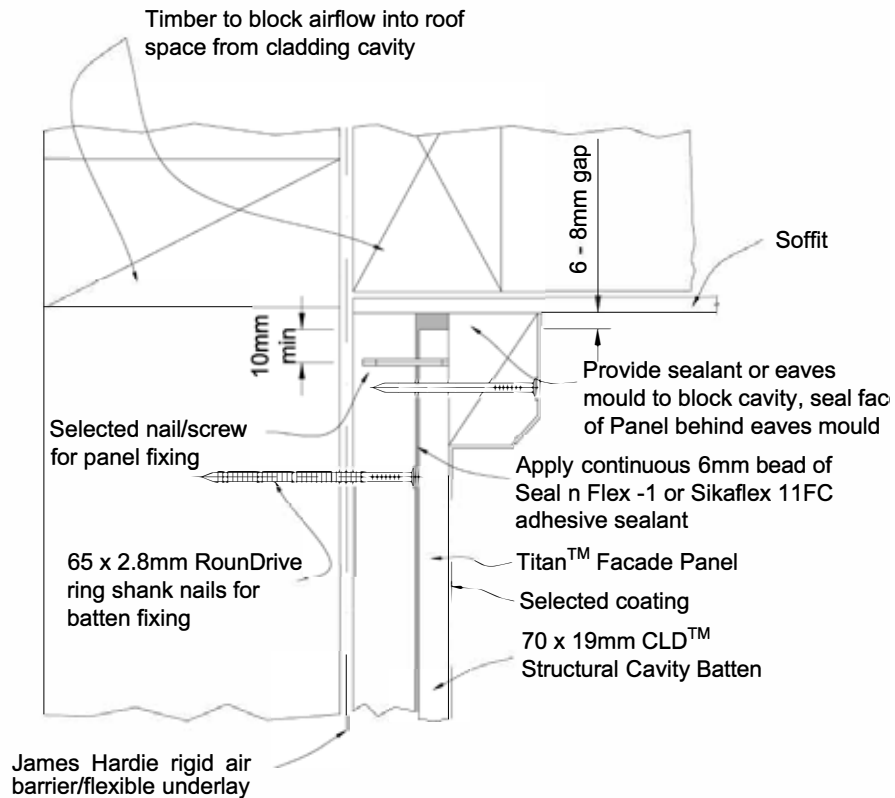 Timber to block airflow into roof
space from cladding cavity
6 - 8mm gap
Soffit
10mm
min
Provide sealant or eaves
mould to block cavity, seal face
of Panel behind eaves mould
Selected nail/screw
for panel fixing
Apply continuous 6mm bead of
Seal n Flex -1 or Sikaflex 11FC
adhesive sealant
65 x 2.8mm RounDrive
ring shank nails for
batten fixing
Titan™ Facade Panel
Selected coating
70 x 19mm CLD™
Structural Cavity Batten
James Hardie rigid air
barrier/flexible underlay